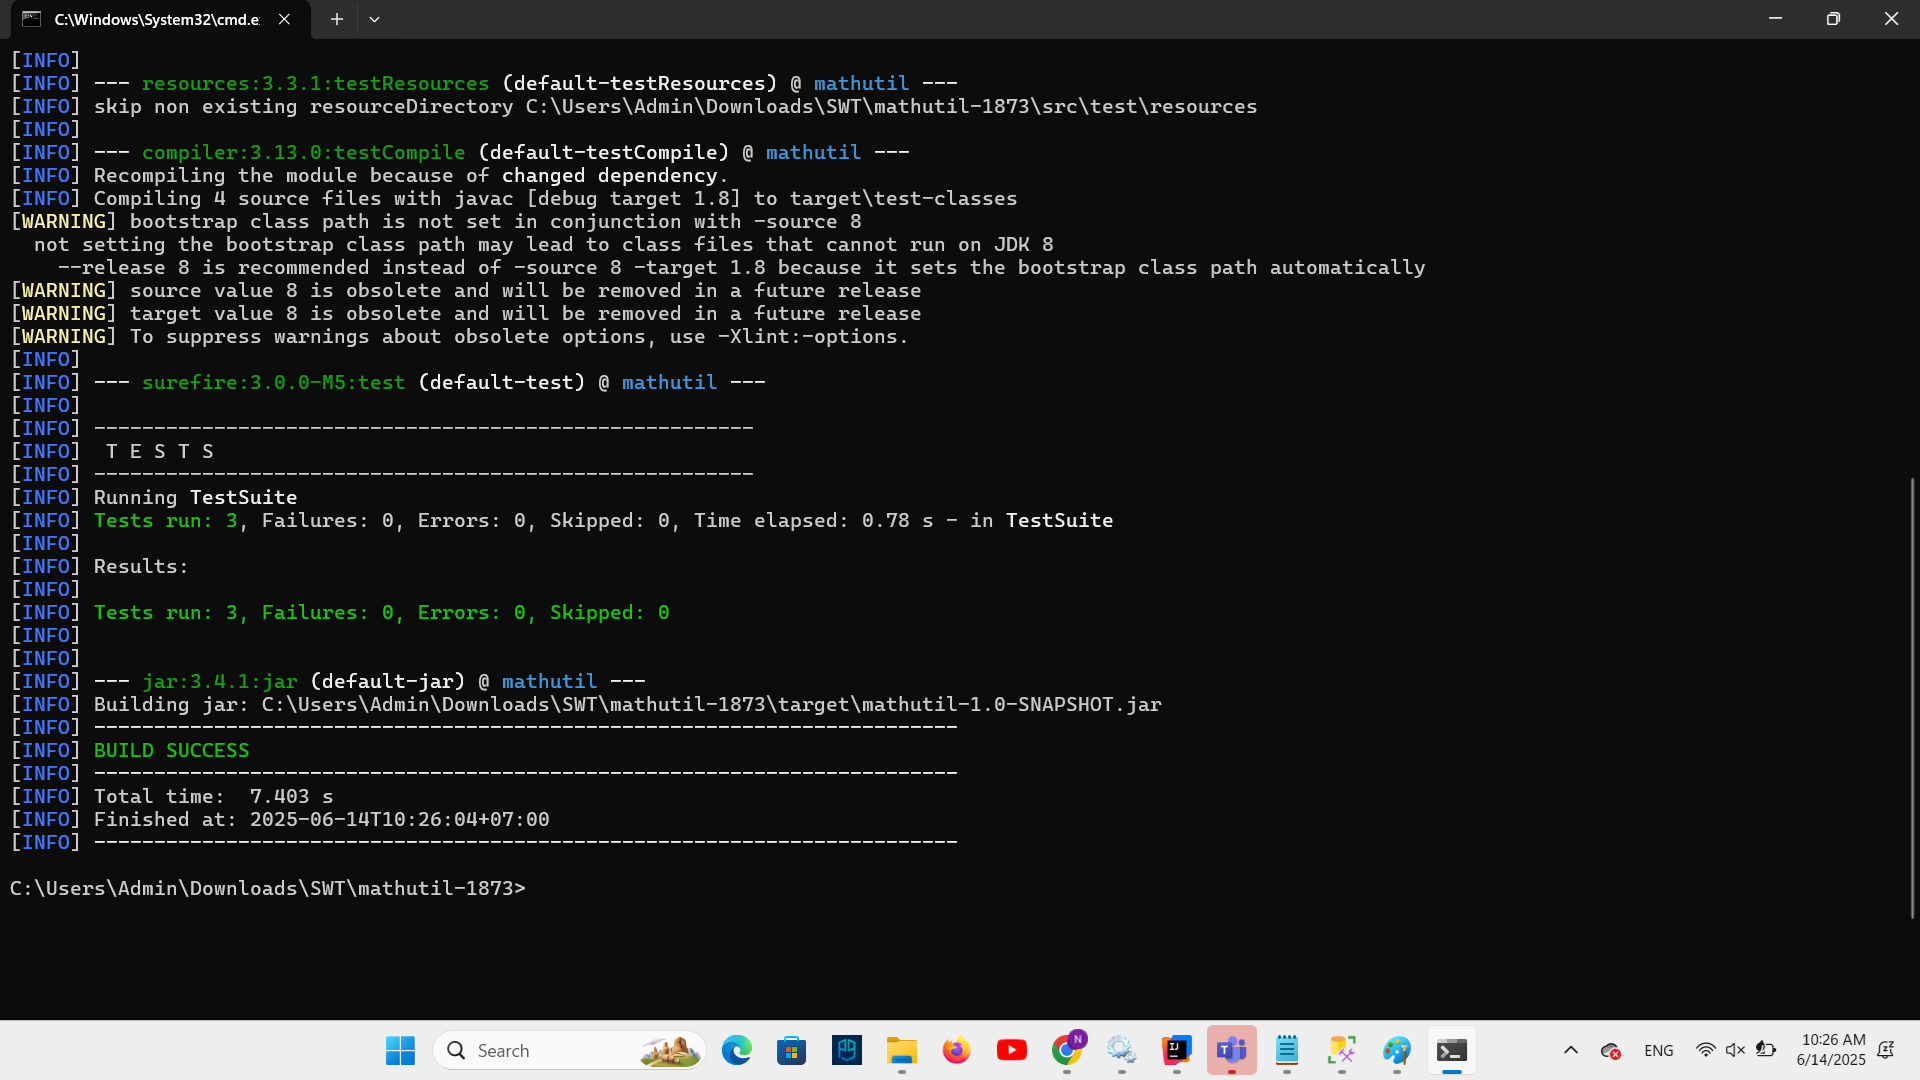 C:\Windows\System32\cmd.e
[INFO]
[INFO] --- resources:3.3.1:testResources (default-testResources) @ mathutil ---
[INFO] skip non existing resourceDirectory C:\Users\Admin\Downloads\SWT\mathutil-1873\src\test\resources
[INFO]
[INFO] --- compiler:3.13.0:testCompile (default-testCompile) @ mathutil ---
[INFO] Recompiling the module because of changed dependency.
[INFO] Compiling 4 source files with javac [debug target 1.8] to target\test-classes
[WARNING] bootstrap class path is not set in conjunction with -source 8
  not setting the bootstrap class path may lead to class files that cannot run on JDK 8
    --release 8 is recommended instead of -source 8 -target 1.8 because it sets the bootstrap class path automatically
[WARNING] source value 8 is obsolete and will be removed in a future release
[WARNING] target value 8 is obsolete and will be removed in a future release
[WARNING] To suppress warnings about obsolete options, use -Xlint:-options.
[INFO]
[INFO] --- surefire:3.0.0-M5:test (default-test) @ mathutil ---
[INFO]
[INFO] -------------------------------------------------------
[INFO]  T E S T S
[INFO] -------------------------------------------------------
[INFO] Running TestSuite
[INFO] Tests run: 3, Failures: 0, Errors: 0, Skipped: 0, Time elapsed: 0.78 s - in TestSuite
[INFO]
[INFO] Results:
[INFO]
[INFO] Tests run: 3, Failures: 0, Errors: 0, Skipped: 0
[INFO]
[INFO]
[INFO] --- jar:3.4.1:jar (default-jar) @ mathutil ---
[INFO] Building jar: C:\Users\Admin\Downloads\SWT\mathutil-1873\target\mathutil-1.0-SNAPSHOT.jar
[INFO] ------------------------------------------------------------------------
[INFO] BUILD SUCCESS
[INFO] ------------------------------------------------------------------------
[INFO] Total time:  7.403 s
[INFO] Finished at: 2025-06-14T10:26:04+07:00
[INFO] ------------------------------------------------------------------------
C:\Users\Admin\Downloads\SWT\mathutil-1873>
Search
ENG
10:26 AM
6/14/2025